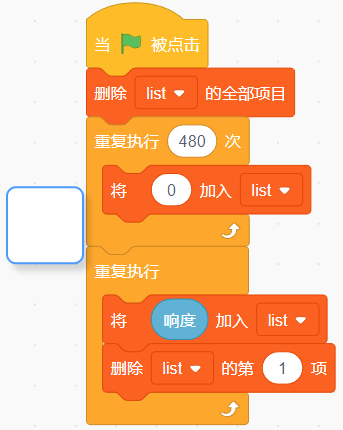 当 被点击
删除 list 的全部项目
重复执行 480 次
将 0 加入 list
重复执行
将 响度 加入 list
删除 list 的第 1 项